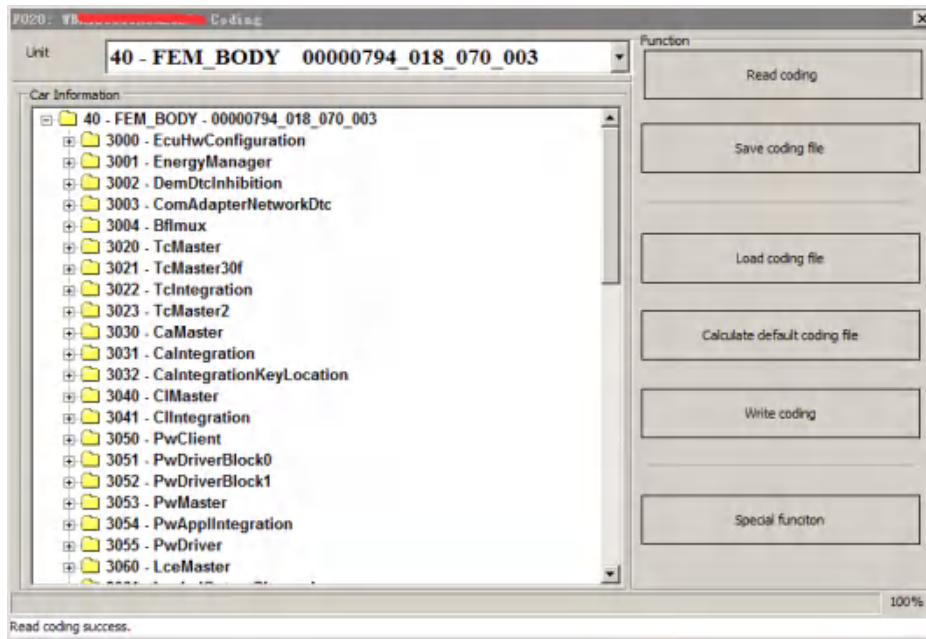 F020: Coding
Unit
40 - FEM_BODY 00000794_018_070_003
Function
Read coding
Car Information
40 - FEM_BODY - 00000794_018_070_003
3000 - EcuHwConfiguration
3001 - EnergyManager
3002 - DemDtcInhibition
3003 - ComAdapterNetworkDtc
3004 - Bflmux
3020 - TcMaster
3021 - TcMaster30f
3022 - TcIntegration
3023 - TcMaster2
3030 - CaMaster
3031 - CaIntegration
3032 - CaIntegrationKeyLocation
3040 - ClMaster
3041 - ClIntegration
3050 - PwClient
3051 - PwDriverBlock0
3052 - PwDriverBlock1
3053 - PwMaster
3054 - PwApplIntegration
3055 - PwDriver
3060 - LceMaster
Save coding file
Load coding file
Calculate default coding file
Write coding
Special funciton
100%
Read coding success.